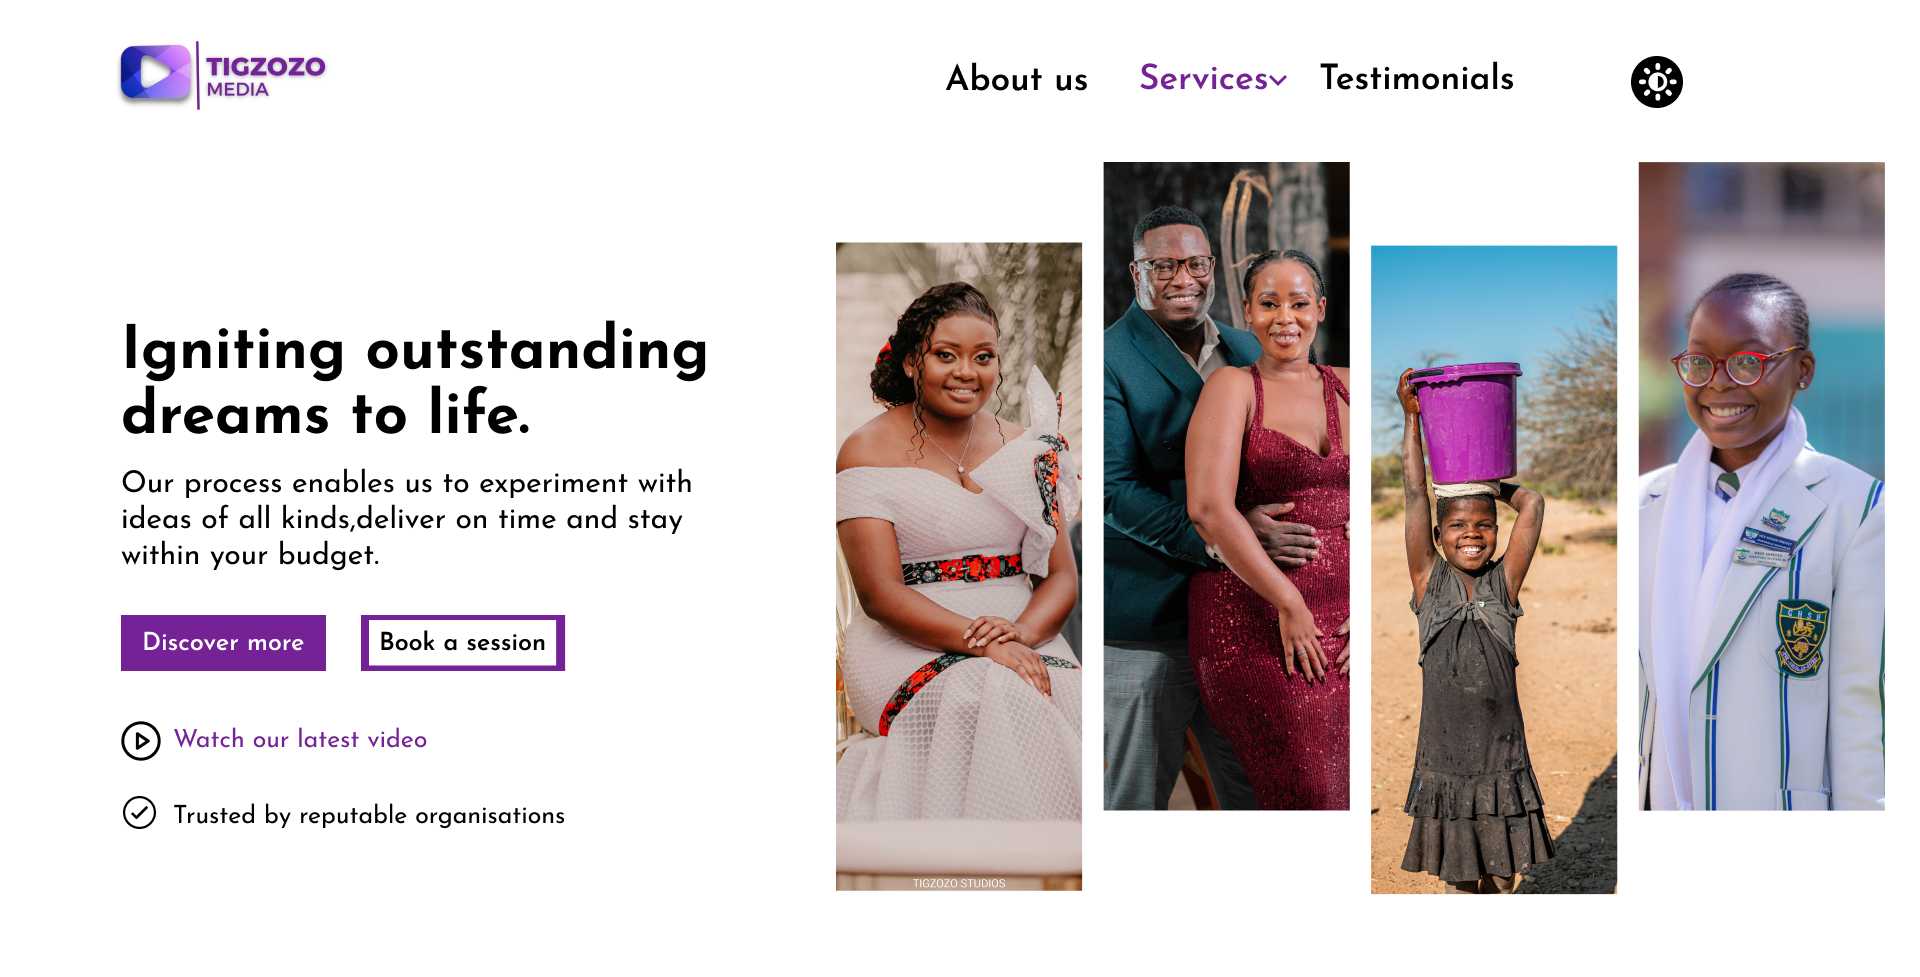 TIGZOZO
MEDIA
About us
Services
Testimonials
Igniting outstanding
dreams to life.
Our process enables us to experiment with
ideas of all kinds,deliver on time and stay
within your budget.
Discover more
Book a session
Watch our latest video
Trusted by reputable organisations
TIGZOZO STUDIOS
GHSH